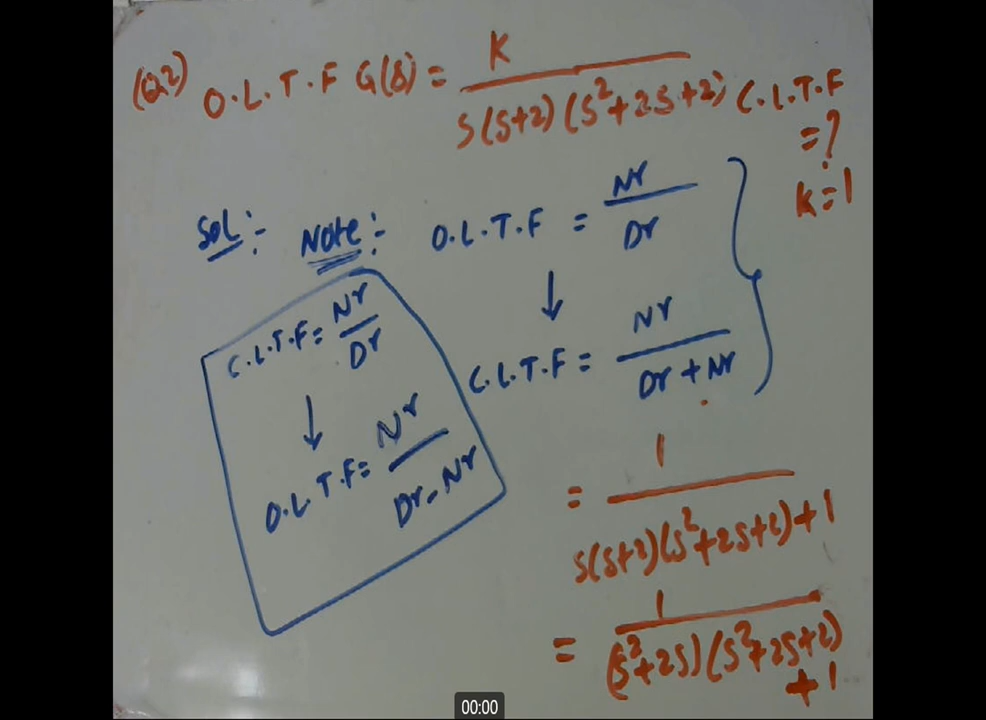 (Q2) O.L.T.F G(s) = K / s(s+2)(s²+2s+2) C.L.T.F = ?
K=1
Sol:- Note:- O.L.T.F = Nr / Dr
↓
C.L.T.F = Nr / Dr + Nr
C.L.T.F = Nr / Dr
↓
O.L.T.F = Nr / Dr - Nr
= 1 / s(s+2)(s²+2s+2)+1
= 1 / (s²+2s)(s²+2s+2) +1
00:00